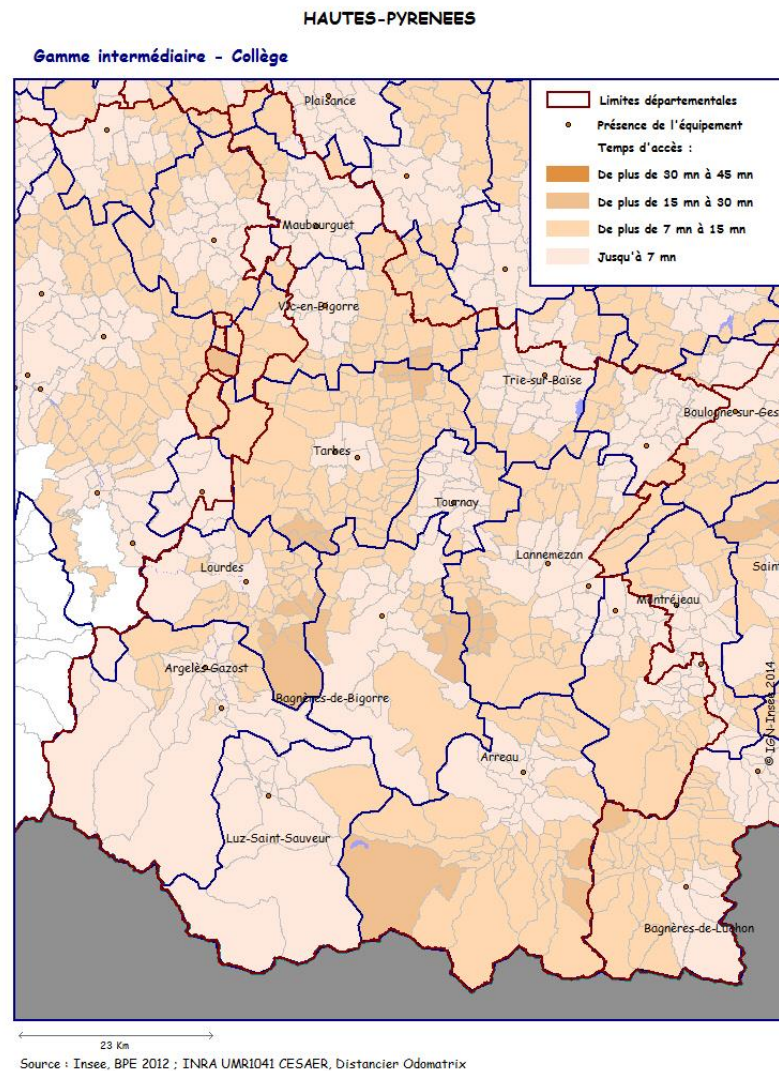 HAUTES-PYRENEES
Gamme intermédiaire - Collège
Limites départementales
Présence de l'équipement
Temps d'accès :
De plus de 30 mn à 45 mn
De plus de 15 mn à 30 mn
De plus de 7 mn à 15 mn
Jusqu'à 7 mn
Plaisance
Maubourguet
Vic-en-Bigorre
Trie-sur-Baïse
Boulogne-sur-Ges
Tarbes
Tournay
Lannemezan
Saint
Lourdes
Montréjeau
Argelès-Gazost
Bagnères-de-Bigorre
Arreau
Luz-Saint-Sauveur
Bagnères-de-Luchon
© IGN-Insee 2014
23 Km
Source : Insee, BPE 2012 ; INRA UMR1041 CESAER, Distancier Odomatrix